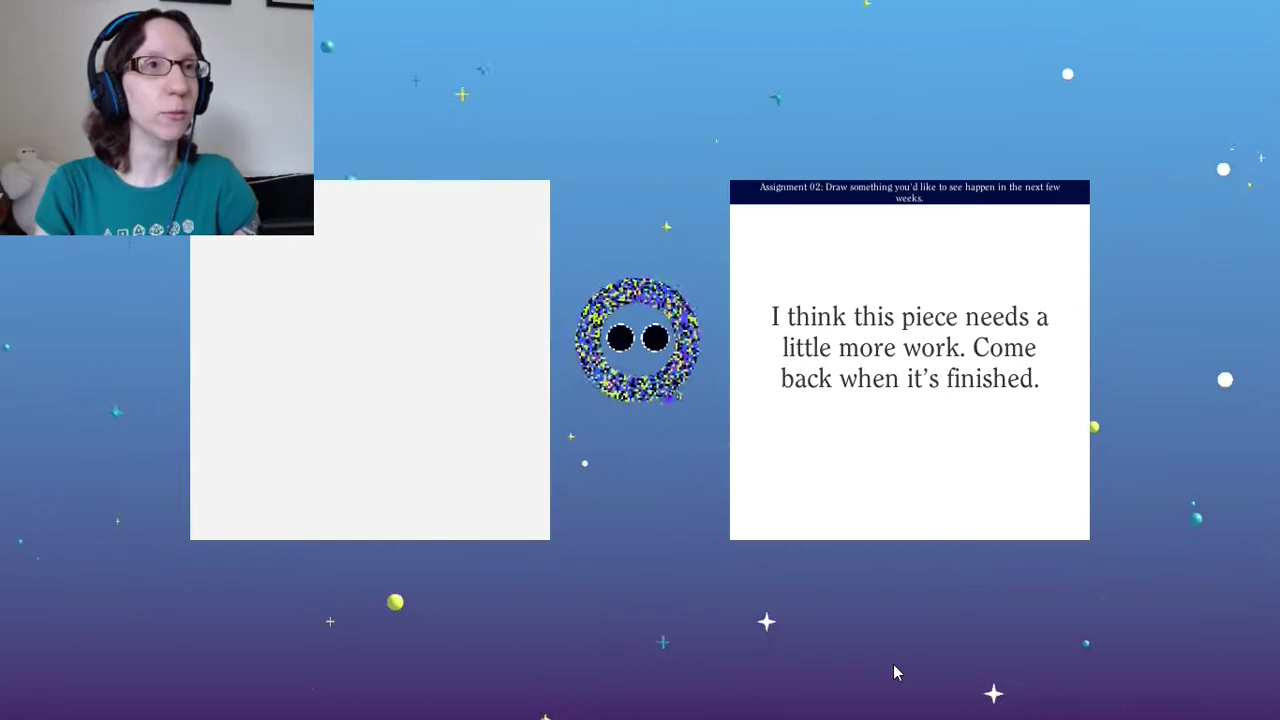 Assignment 02: Draw something you'd like to see happen in the next few
weeks.
I think this piece needs a
little more work. Come
back when it’s finished.